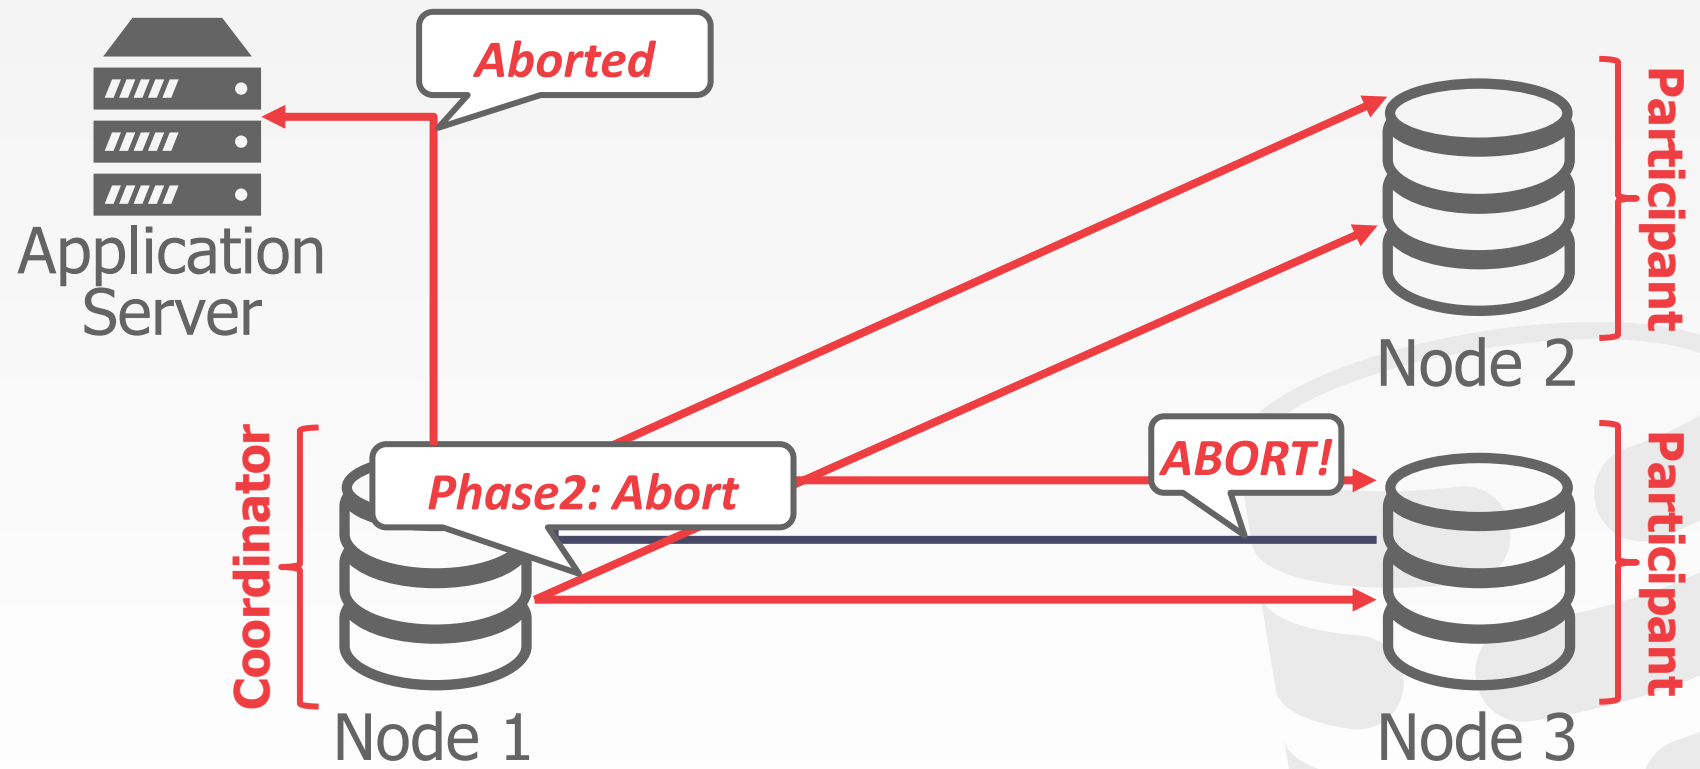 Aborted
Participant
Application
Server
Node 2
Coordinator
Phase2: Abort
ABORT!
Participant
Node 1
Node 3